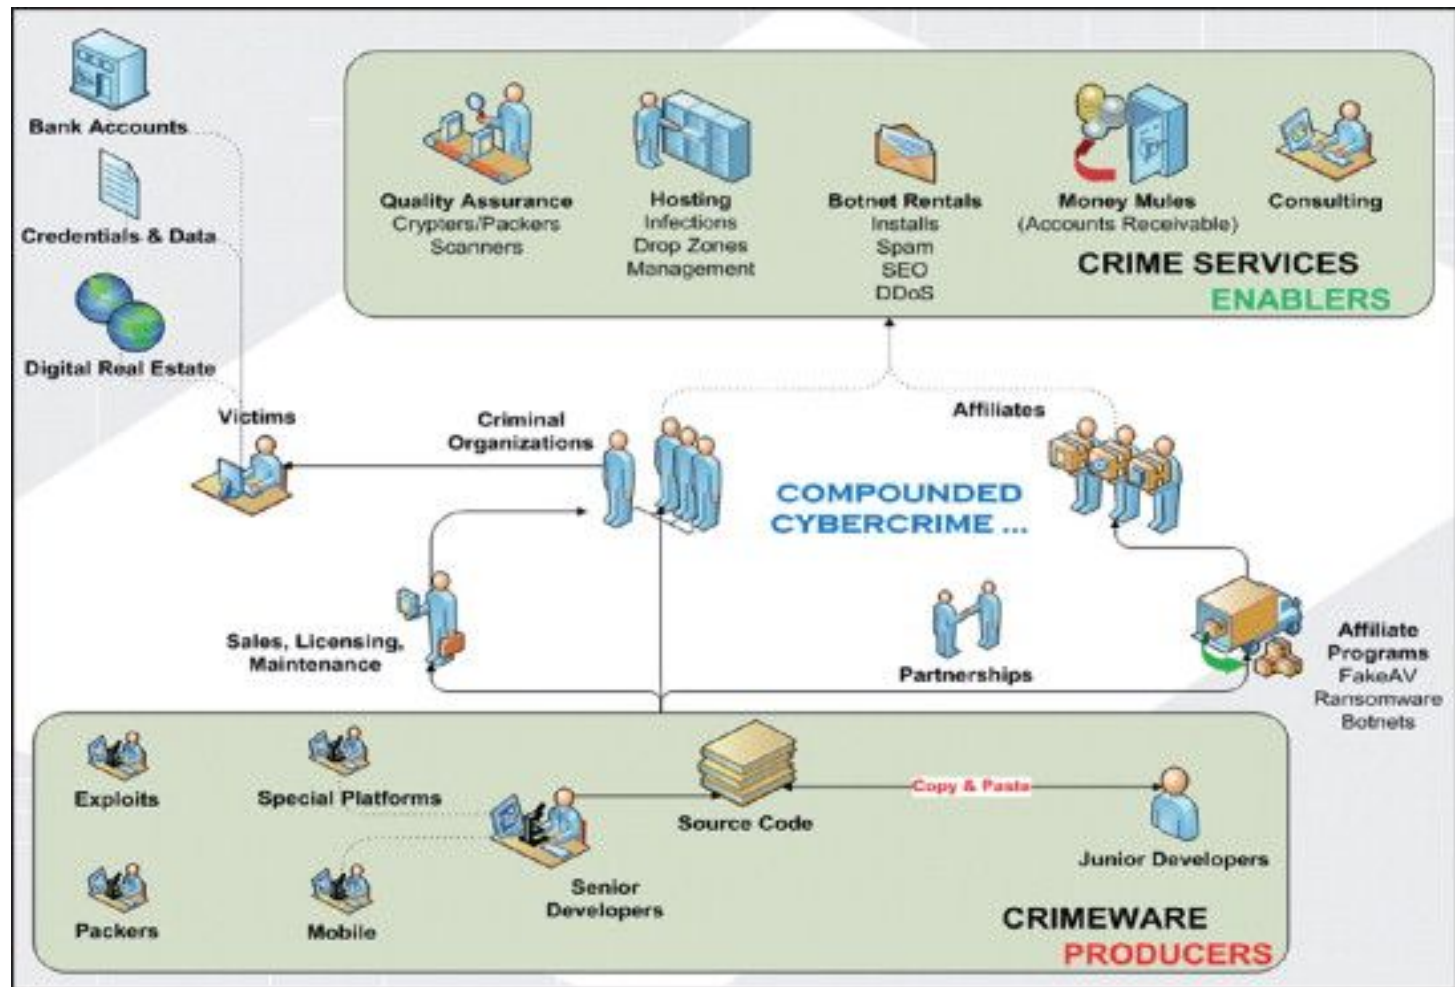 Bank Accounts
Credentials & Data
Digital Real Estate
Quality Assurance
Crypters/Packers
Scanners
Hosting
Infections
Drop Zones
Management
Botnet Rentals
Installs
Spam
SEO
DDoS
Money Mules
(Accounts Receivable)
Consulting
CRIME SERVICES
ENABLERS
Victims
Criminal
Organizations
Affiliates
COMPOUNDED
CYBERCRIME ...
Sales, Licensing,
Maintenance
Partnerships
Affiliate
Programs
FakeAV
Ransomware
Botnets
Exploits
Special Platforms
Source Code
Copy & Paste
Junior Developers
Packers
Mobile
Senior
Developers
CRIMEWARE
PRODUCERS